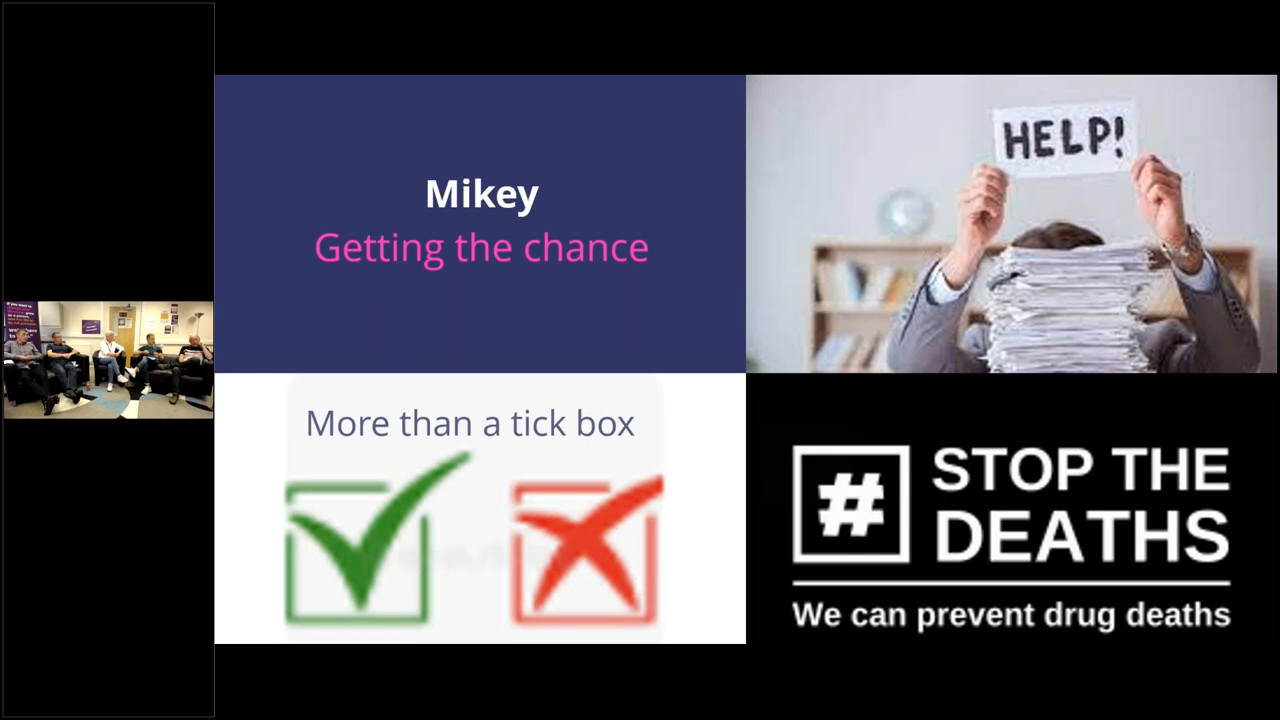 Mikey
Getting the chance
HELP!
More than a tick box
# STOP THE
DEATHS
We can prevent drug deaths